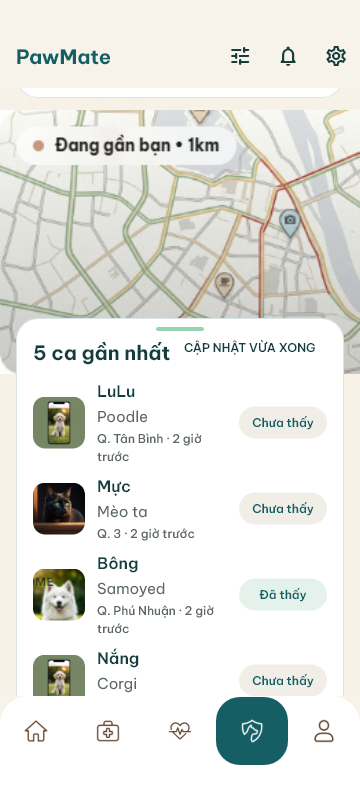 PawMate
Đang gần bạn • 1km
5 ca gần nhất
CẬP NHẬT VỪA XONG
LuLu
Poodle
Q. Tân Bình · 2 giờ
trước
Chưa thấy
Mực
Mèo ta
Q. 3 · 2 giờ trước
Chưa thấy
Bông
Samoyed
Q. Phú Nhuận · 2 giờ
trước
Đã thấy
ME
Nắng
Corgi
Chưa thấy